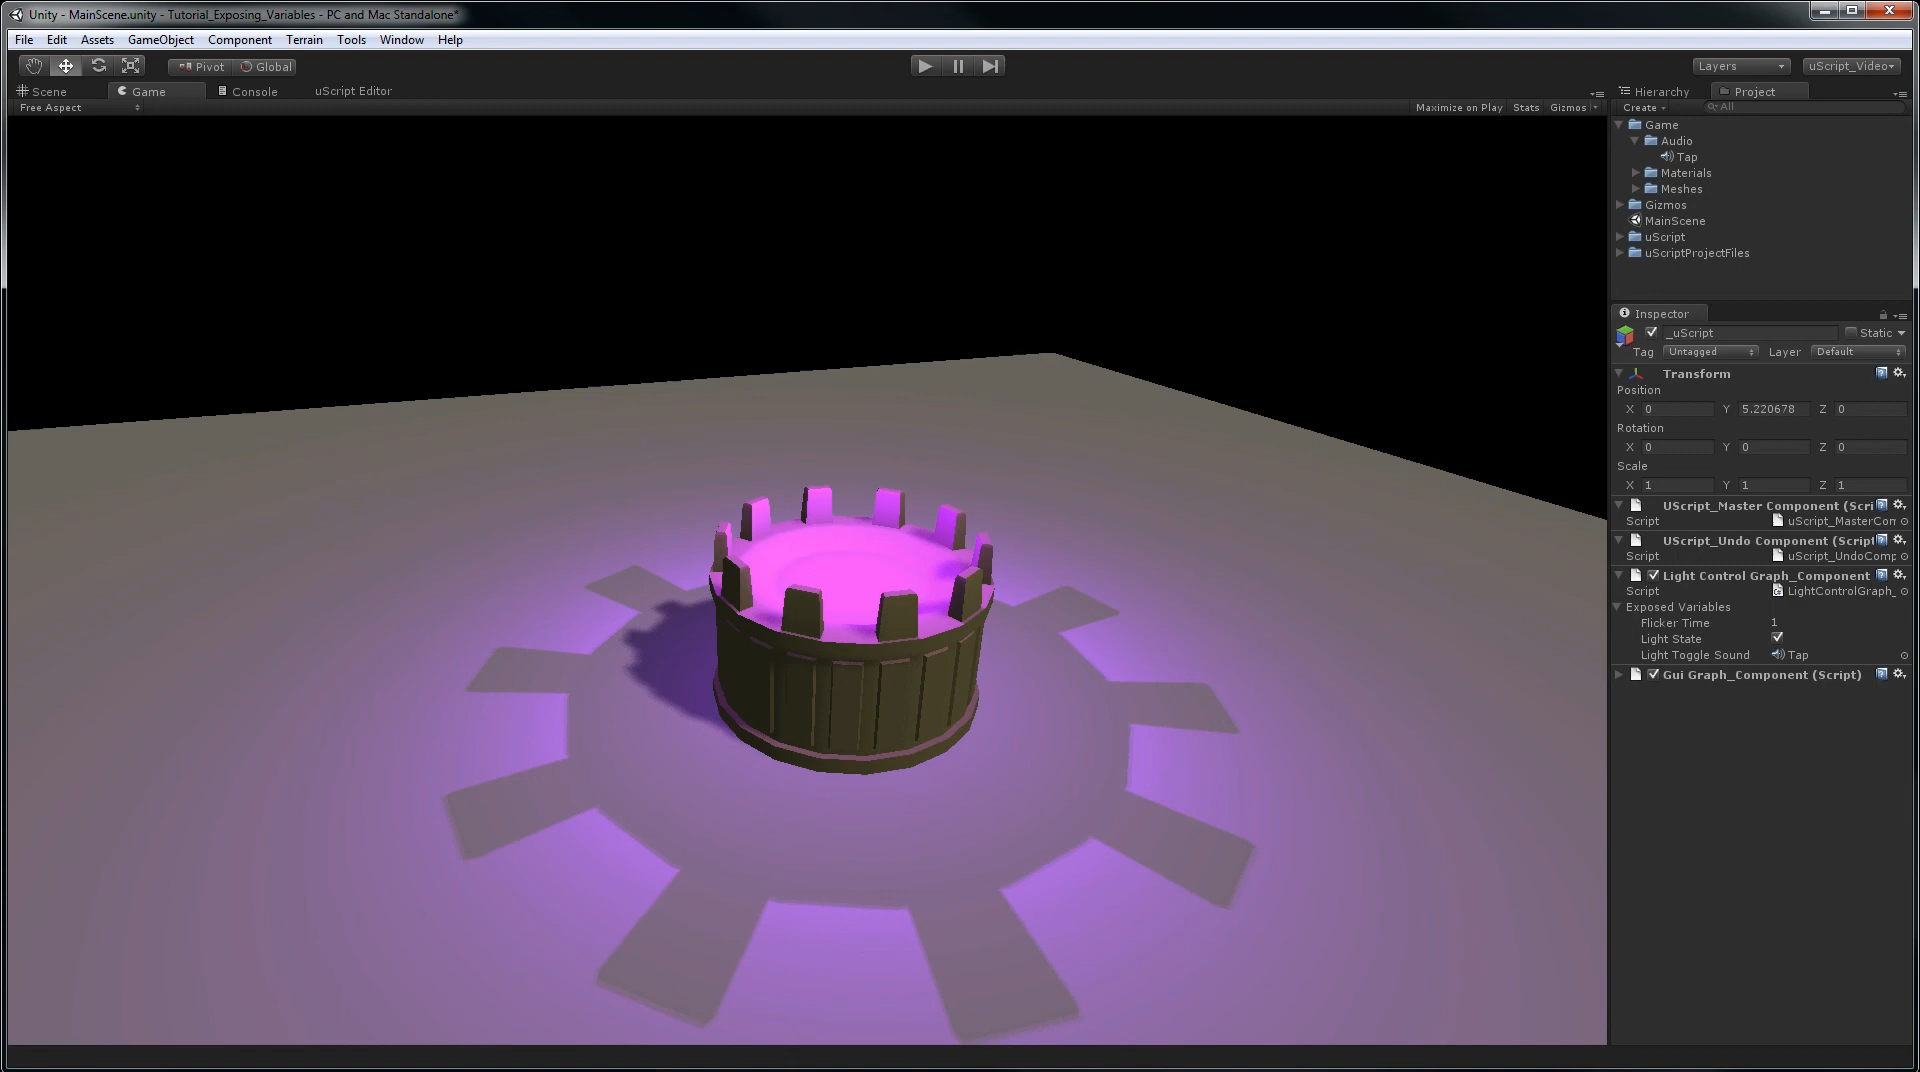 Unity - MainScene.unity - Tutorial_Exposing_Variables - PC and Mac Standalone*
File Edit Assets GameObject Component Terrain Tools Window Help
Pivot Global Layers uScript_Video
Scene Game Console uScript Editor
Free Aspect Maximize on Play Stats Gizmos
Hierarchy Project
Create All
Game
Audio
Tap
Materials
Meshes
Gizmos
MainScene
uScript
uScriptProjectFiles
Inspector
_uScript Static
Tag Untagged Layer Default
Transform
Position
X 0 Y 5.220678 Z 0
Rotation
X 0 Y 0 Z 0
Scale
X 1 Y 1 Z 1
UScript_Master Component (Scri
Script uScript_MasterCon
UScript_Undo Component (Script
Script uScript_UndoComp
Light Control Graph_Component
Script LightControlGraph_
Exposed Variables
Flicker Time 1
Light State
Light Toggle Sound Tap
Gui Graph_Component (Script)